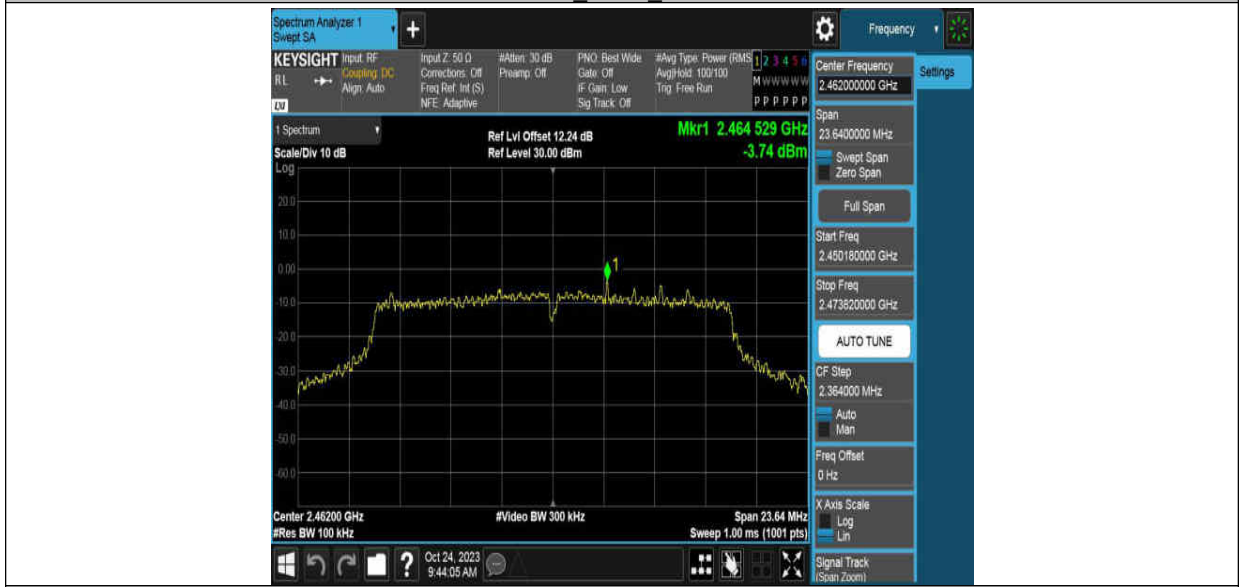 Spectrum Analyzer 1
Swept SA
+
Frequency
KEYSIGHT
RL
Input: RF
Coupling: DC
Align: Auto
Input Z: 50 Ω
Corrections: Off
Freq Ref: Int (S)
NFE: Adaptive
#Atten: 30 dB
Preamp: Off
PNO: Best Wide
Gate: Off
IF Gain: Low
Sig Track: Off
#Avg Type: Power (RMS
Avg|Hold: 100/100
Trig: Free Run
1 2 3 4 5 6
M W W W W W
P P P P P P
1 Spectrum
Scale/Div 10 dB
Log
Ref Lvl Offset 12.24 dB
Ref Level 30.00 dBm
Mkr1 2.464 529 GHz
-3.74 dBm
20.0
10.0
0.00
-10.0
-20.0
-30.0
-40.0
-50.0
-60.0
1
Center 2.46200 GHz
#Res BW 100 kHz
#Video BW 300 kHz
Span 23.64 MHz
Sweep 1.00 ms (1001 pts)
?
Oct 24, 2023
9:44:05 AM
Center Frequency
2.462000000 GHz
Settings
Span
23.6400000 MHz
Swept Span
Zero Span
Full Span
Start Freq
2.450180000 GHz
Stop Freq
2.473820000 GHz
AUTO TUNE
CF Step
2.364000 MHz
Auto
Man
Freq Offset
0 Hz
X Axis Scale
Log
Lin
Signal Track
(Span Zoom)